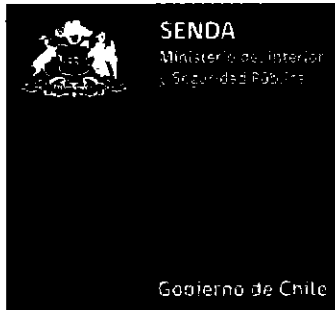 SENDA
Ministerio del Interior
y Seguridad Pública
Gobierno de Chile